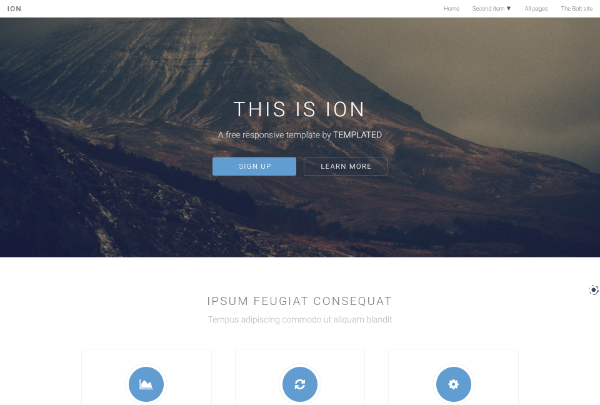 ION
Home Second item ▼ All pages The Bolt site
THIS IS ION
A free responsive template by TEMPLATED
SIGN UP LEARN MORE
IPSUM FEUGIAT CONSEQUAT
Tempus adipiscing commodo ut aliquam blandit